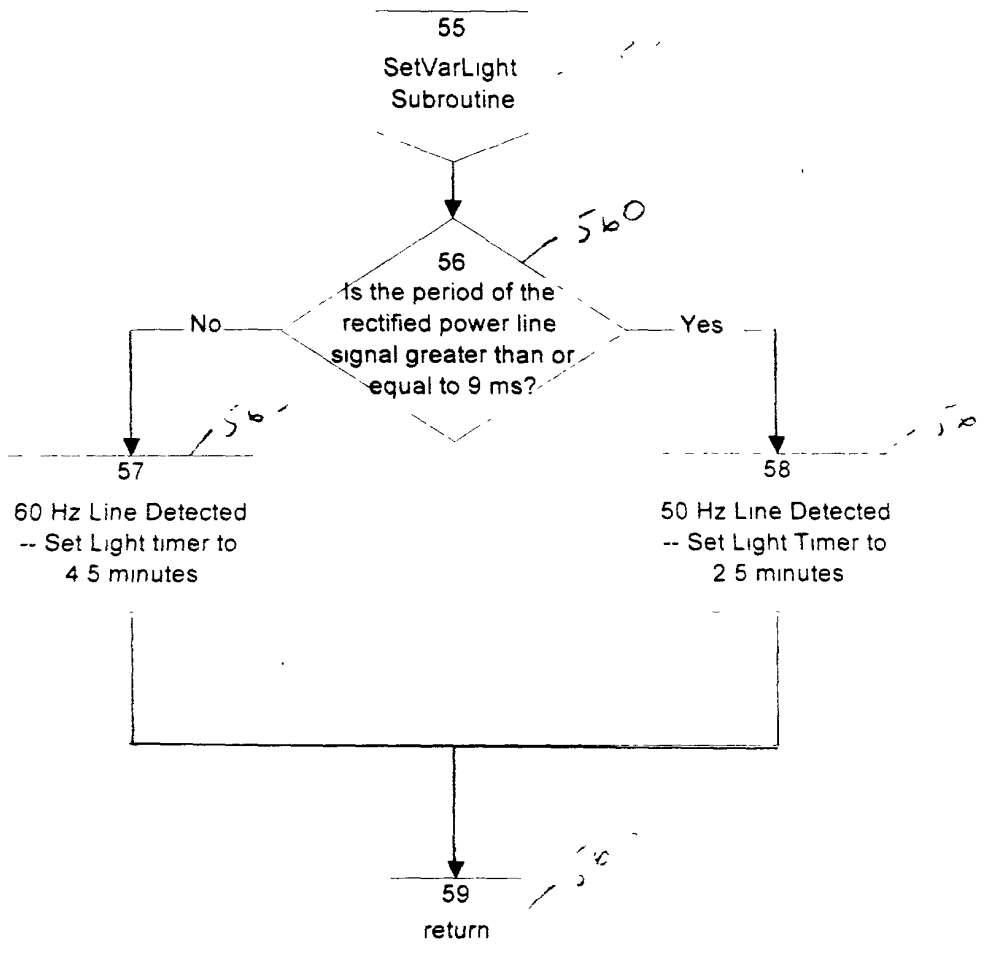 55
SetVarLight
Subroutine
560
56
Is the period of the
rectified power line
signal greater than or
equal to 9 ms?
No
Yes
57
60 Hz Line Detected
-- Set Light timer to
4 5 minutes
58
50 Hz Line Detected
-- Set Light Timer to
2 5 minutes
59
return